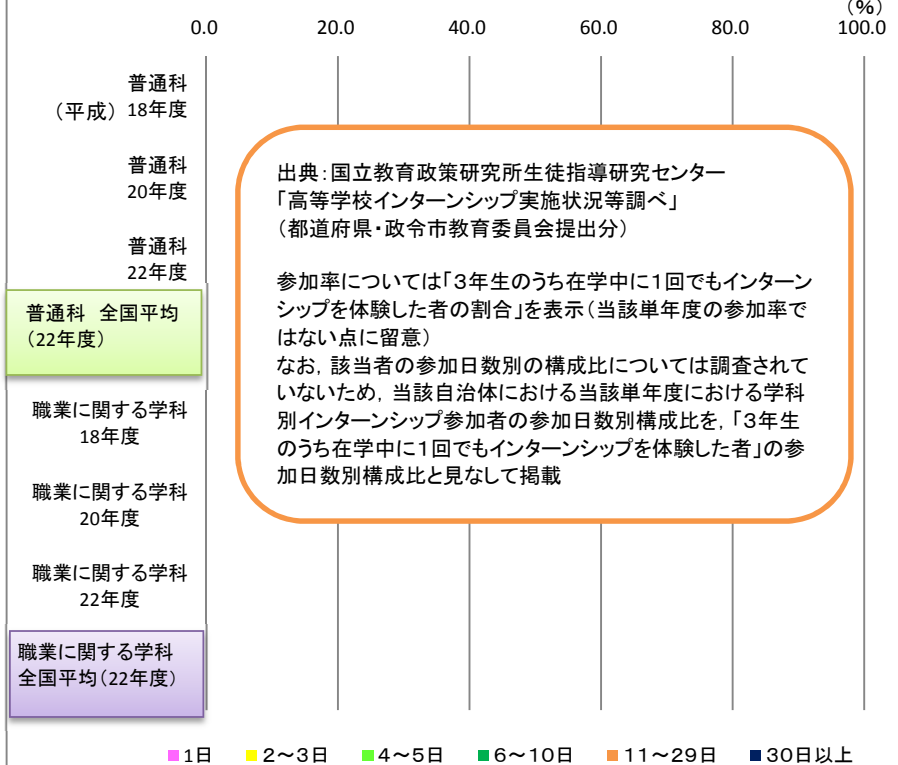 (%)
0.0 20.0 40.0 60.0 80.0 100.0
普通科
(平成) 18年度
普通科
20年度
普通科
22年度
普通科 全国平均
(22年度)
職業に関する学科
18年度
職業に関する学科
20年度
職業に関する学科
22年度
職業に関する学科
全国平均(22年度)
出典:国立教育政策研究所生徒指導研究センター
「高等学校インターンシップ実施状況等調べ」
(都道府県・政令市教育委員会提出分)
参加率については「3年生のうち在学中に1回でもインターン
シップを体験した者の割合」を表示(当該単年度の参加率で
はない点に留意)
なお,該当者の参加日数別の構成比については調査されて
いないため,当該自治体における当該単年度における学科
別インターンシップ参加者の参加日数別構成比を,「3年生
のうち在学中に1回でもインターンシップを体験した者」の参
加日数別構成比と見なして掲載
1日 2~3日 4~5日 6~10日 11~29日 30日以上